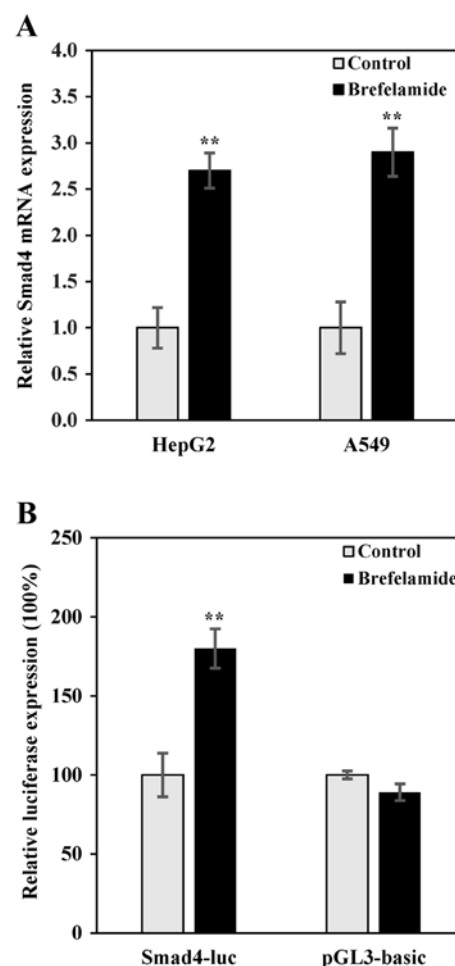 A
Relative Smad4 mRNA expression
4.0
3.5
3.0
2.5
2.0
1.5
1.0
0.5
0.0
Control
Brefelamide
**
**
HepG2
A549
B
Relative luciferase expression (100%)
250
200
150
100
50
0
Control
Brefelamide
**
Smad4-luc
pGL3-basic